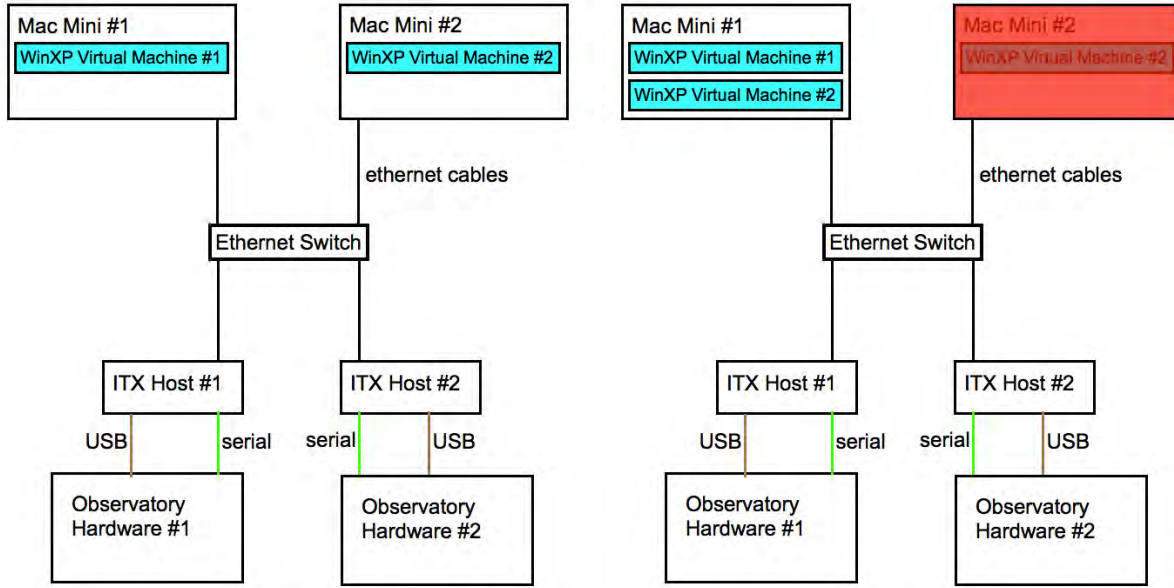 Mac Mini #1
WinXP Virtual Machine #1
Mac Mini #2
WinXP Virtual Machine #2
ethernet cables
Ethernet Switch
ITX Host #1
ITX Host #2
USB
serial
serial
USB
Observatory
Hardware #1
Observatory
Hardware #2
Mac Mini #1
WinXP Virtual Machine #1
WinXP Virtual Machine #2
Mac Mini #2
WinXP Virtual Machine #2
ethernet cables
Ethernet Switch
ITX Host #1
ITX Host #2
USB
serial
serial
USB
Observatory
Hardware #1
Observatory
Hardware #2